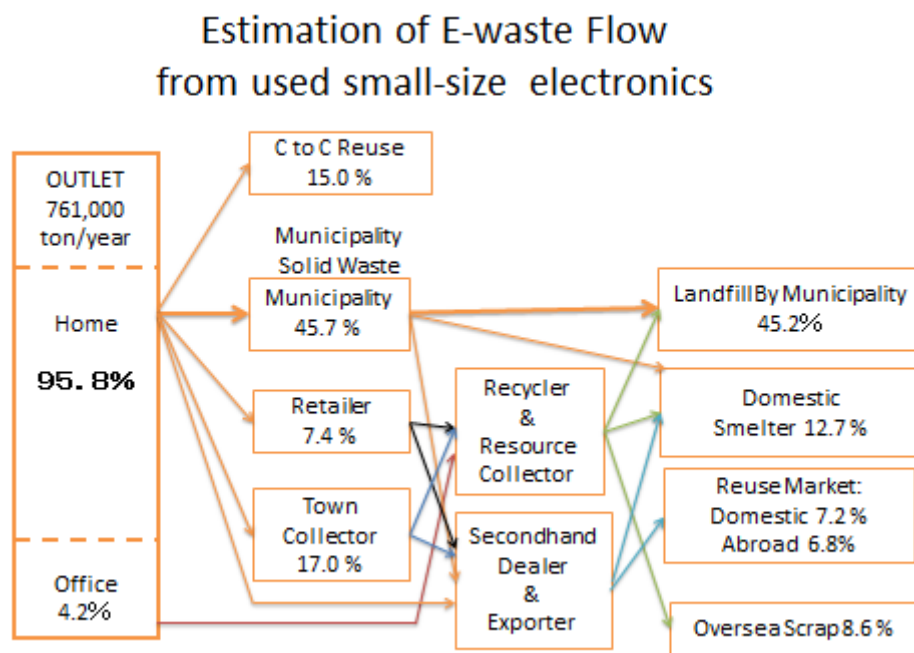 Estimation of E-waste Flow
from used small-size electronics
OUTLET
761,000
ton/year
Home
95.8%
Office
4.2%
C to C Reuse
15.0 %
Municipality
Solid Waste
Municipality
45.7 %
Retailer
7.4 %
Town
Collector
17.0 %
Recycler
&
Resource
Collector
Secondhand
Dealer
&
Exporter
Landfill By Municipality
45.2%
Domestic
Smelter 12.7 %
Reuse Market:
Domestic 7.2 %
Abroad 6.8%
Oversea Scrap 8.6 %